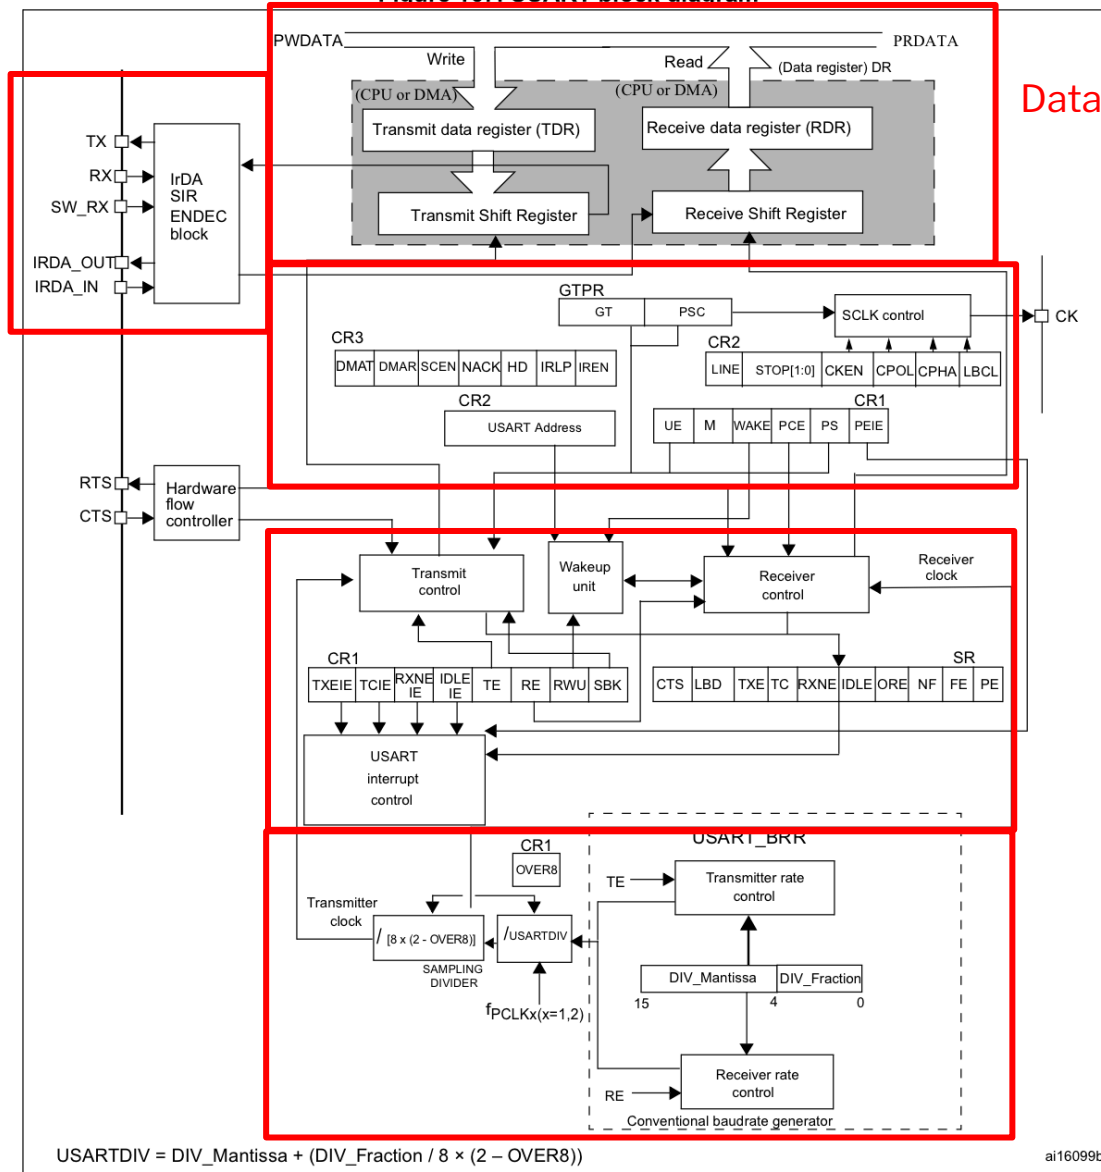 PWDATA
PRDATA
Write
Read
(Data register) DR
(CPU or DMA)
(CPU or DMA)
Data
Transmit data register (TDR)
Receive data register (RDR)
TX
RX
SW_RX
IRDA_OUT
IRDA_IN
IrDA
SIR
ENDEC
block
Transmit Shift Register
Receive Shift Register
GTPR
GT
PSC
SCLK control
CK
CR3
DMAT DMAR SCEN NACK HD IRLP IREN
CR2
LINE STOP[1:0] CKEN CPOL CPHA LBCL
CR2
USART Address
CR1
UE M WAKE PCE PS PEIE
RTS
CTS
Hardware
flow
controller
Transmit
control
Wakeup
unit
Receiver
control
Receiver
clock
CR1
TXEIE TCIE RXNE IE IDLE IE TE RE RWU SBK
SR
CTS LBD TXE TC RXNE IDLE ORE NF FE PE
USART
interrupt
control
USART_BRR
CR1
OVER8
TE
Transmitter rate
control
Transmitter
clock
/ [8 x (2 - OVER8)]
/USARTDIV
SAMPLING
DIVIDER
fPCLKx(x=1,2)
DIV_Mantissa DIV_Fraction
15 4 0
Receiver rate
control
RE
Conventional baudrate generator
USARTDIV = DIV_Mantissa + (DIV_Fraction / 8 × (2 – OVER8))
ai16099b